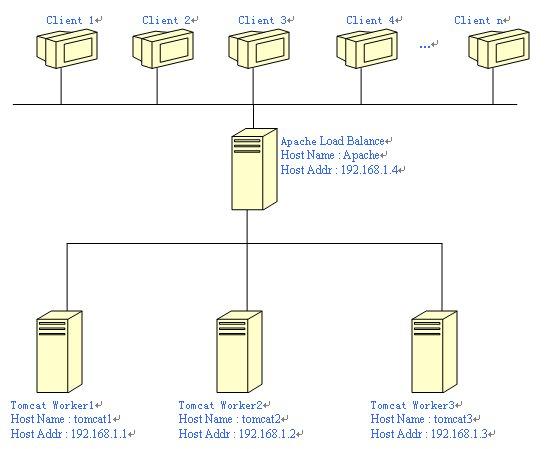 Client 1
Client 2
Client 3
Client 4
...
Client n
Apache Load Balance
Host Name : Apache
Host Addr : 192.168.1.4
Tomcat Worker1
Host Name : tomcat1
Host Addr : 192.168.1.1
Tomcat Worker2
Host Name : tomcat2
Host Addr : 192.168.1.2
Tomcat Worker3
Host Name : tomcat3
Host Addr : 192.168.1.3